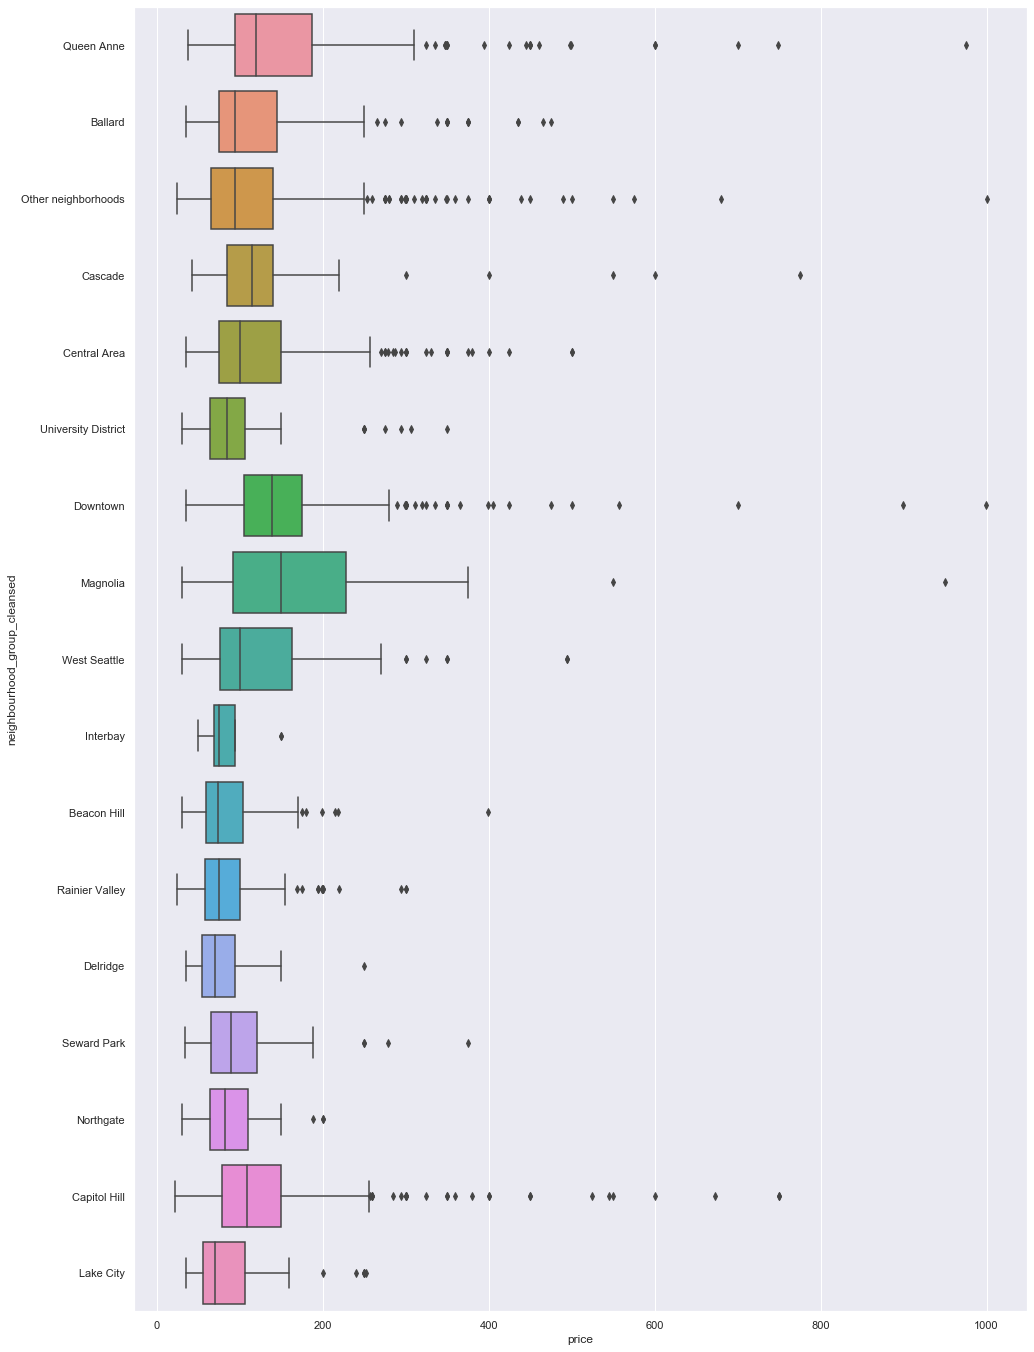 neighbourhood_group_cleansed
Queen Anne
Ballard
Other neighborhoods
Cascade
Central Area
University District
Downtown
Magnolia
West Seattle
Interbay
Beacon Hill
Rainier Valley
Delridge
Seward Park
Northgate
Capitol Hill
Lake City
0 200 400 600 800 1000
price